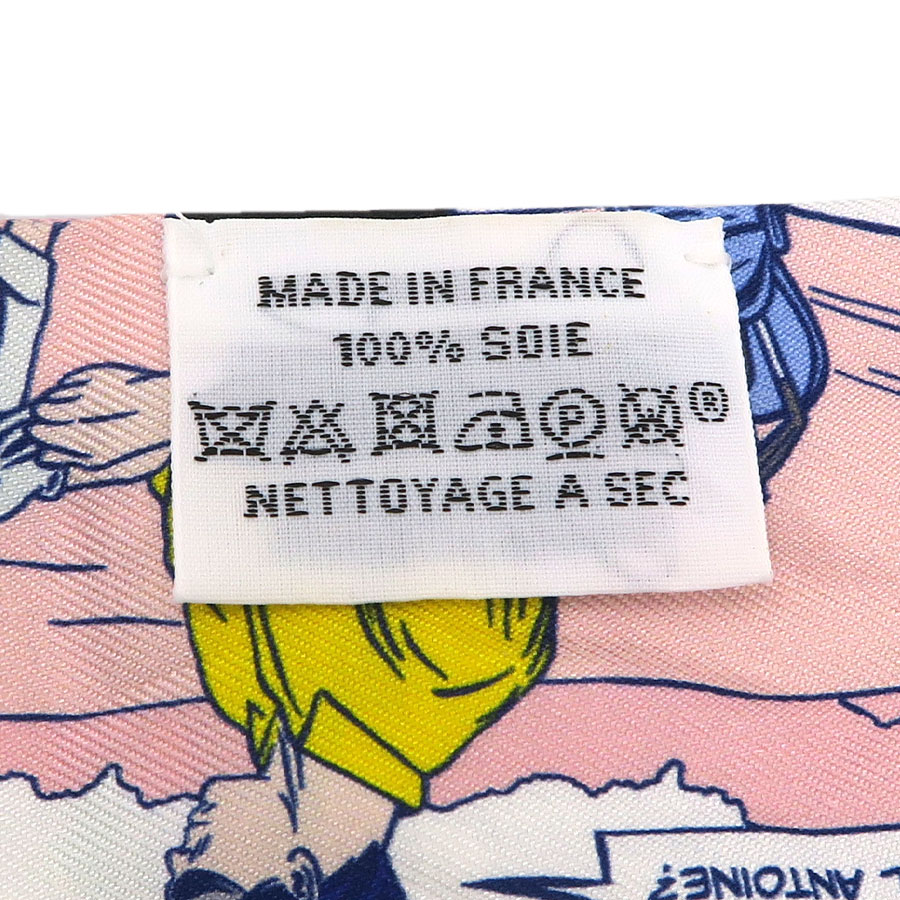 MADE IN FRANCE
100% SOIE
P W ®
NETTOYAGE A SEC
L ANTOINE?